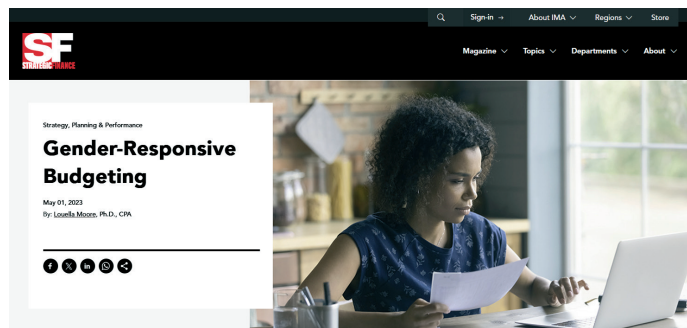 Sign-in →
About IMA
Regions
Store
SF
STRATEGIC FINANCE
Magazine
Topics
Departments
About
Strategy, Planning & Performance
Gender-Responsive
Budgeting
May 01, 2023
By: Louella Moore, Ph.D., CPA